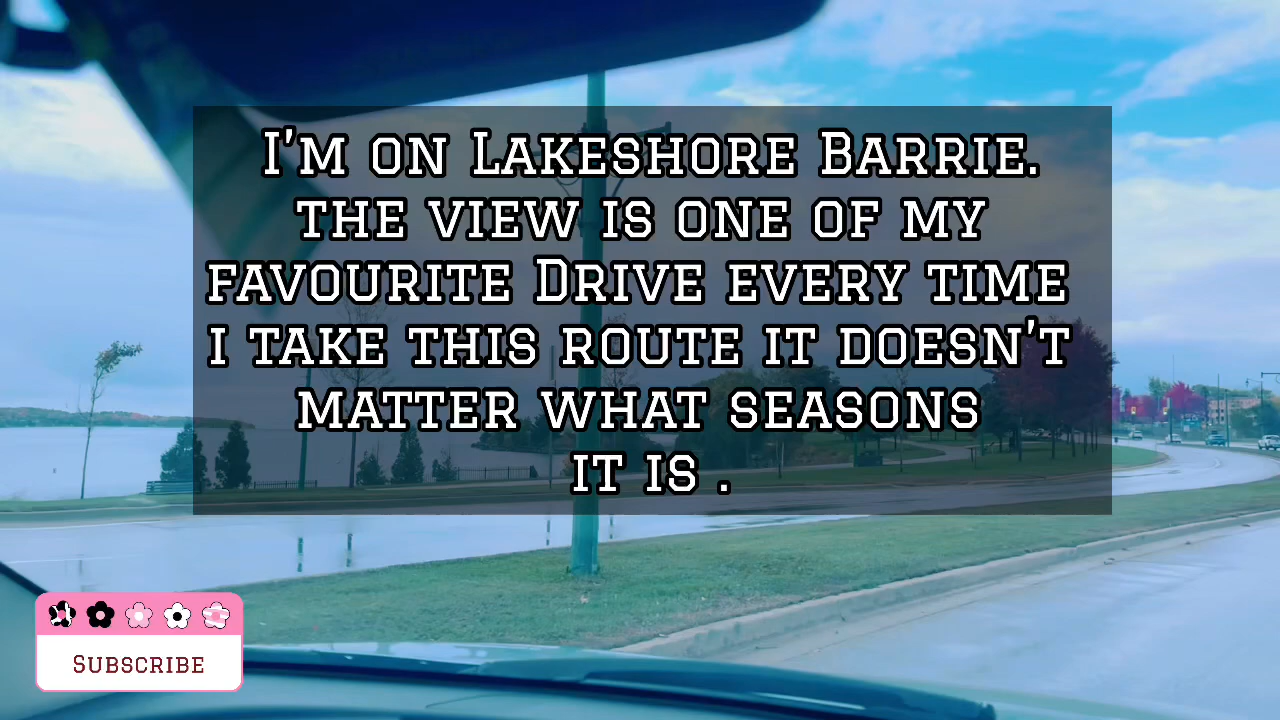 I'm on Lakeshore Barrie.
the view is one of my
favourite Drive every time
i take this route it doesn't
matter what seasons
it is .
Subscribe